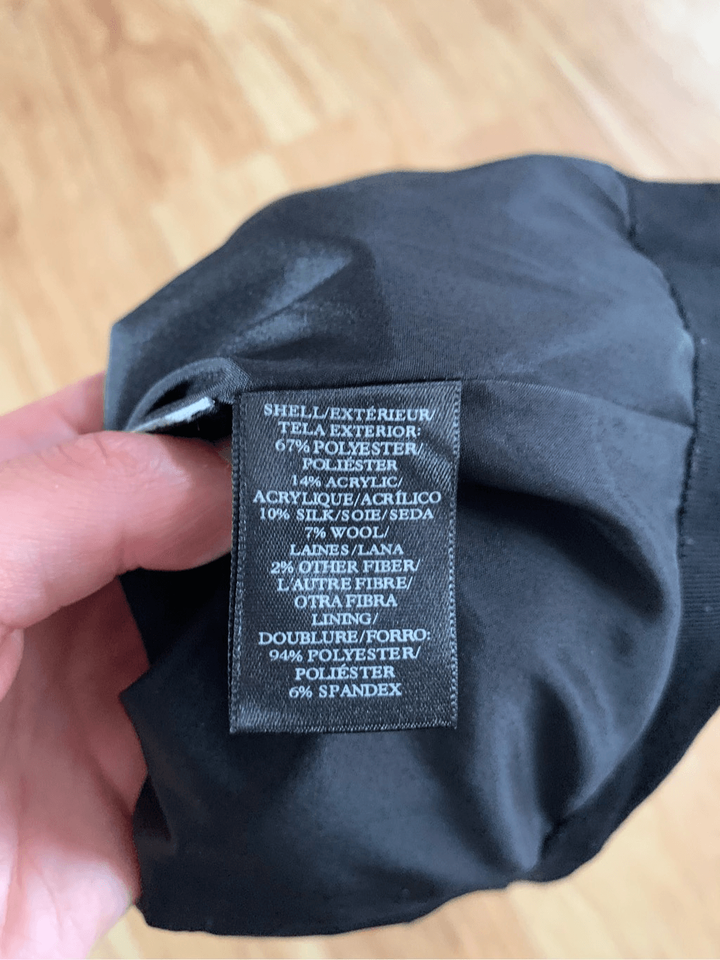 SHELL/EXTÉRIEUR/
TELA EXTERIOR:
67% POLYESTER/
POLIÉSTER
14% ACRYLIC/
ACRYLIQUE/ACRÍLICO
10% SILK/SOIE/SEDA
7% WOOL/
LAINES/LANA
2% OTHER FIBER/
L'AUTRE FIBRE/
OTRA FIBRA
LINING/
DOUBLURE/FORRO:
94% POLYESTER/
POLIÉSTER
6% SPANDEX